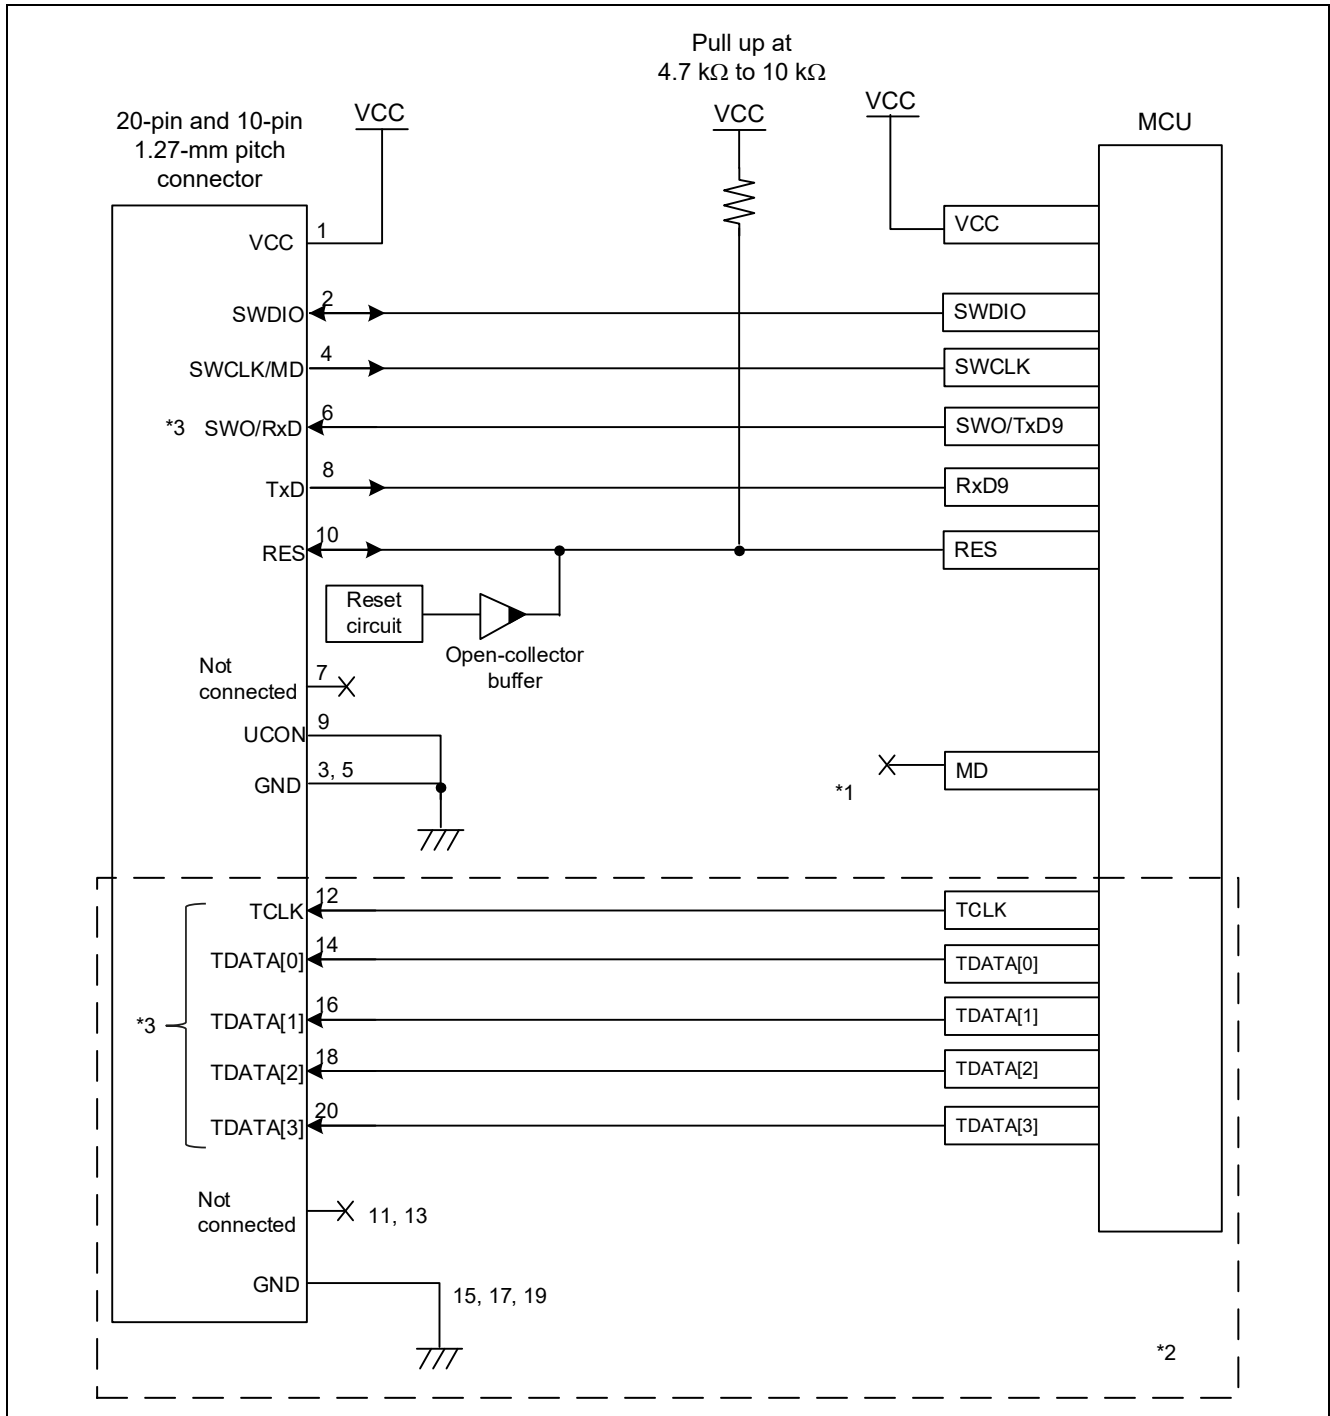 Pull up at
4.7 kΩ to 10 kΩ
20-pin and 10-pin
1.27-mm pitch
connector
VCC
VCC
VCC
MCU
VCC
1
VCC
SWDIO
2
SWDIO
SWCLK/MD
4
SWCLK
*3
SWO/RxD
6
SWO/TxD9
TxD
8
RxD9
RES
10
RES
Reset
circuit
Open-collector
buffer
Not
connected
7
UCON
9
GND
3, 5
*1
MD
TCLK
12
TCLK
TDATA[0]
14
TDATA[0]
*3
TDATA[1]
16
TDATA[1]
TDATA[2]
18
TDATA[2]
TDATA[3]
20
TDATA[3]
Not
connected
11, 13
GND
15, 17, 19
*2